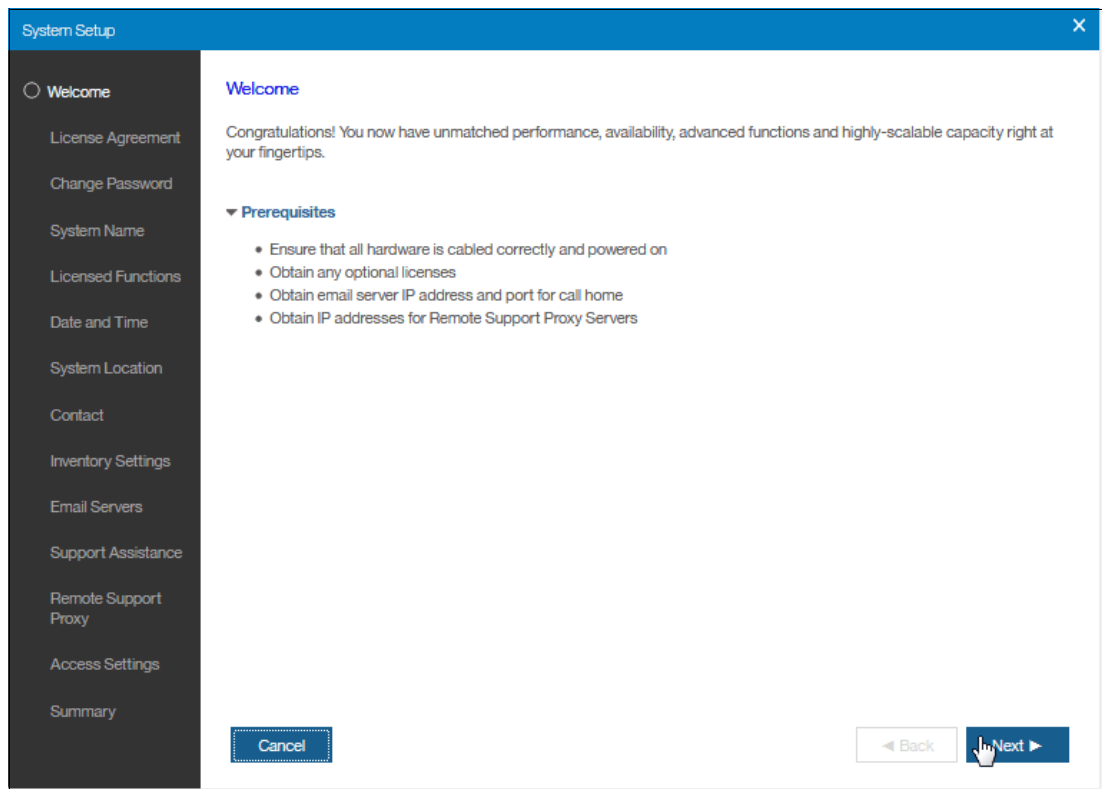 System Setup
Welcome
License Agreement
Change Password
System Name
Licensed Functions
Date and Time
System Location
Contact
Inventory Settings
Email Servers
Support Assistance
Remote Support
Proxy
Access Settings
Summary
Welcome
Congratulations! You now have unmatched performance, availability, advanced functions and highly-scalable capacity right at
your fingertips.
Prerequisites
Ensure that all hardware is cabled correctly and powered on
Obtain any optional licenses
Obtain email server IP address and port for call home
Obtain IP addresses for Remote Support Proxy Servers
Cancel
Back
Next